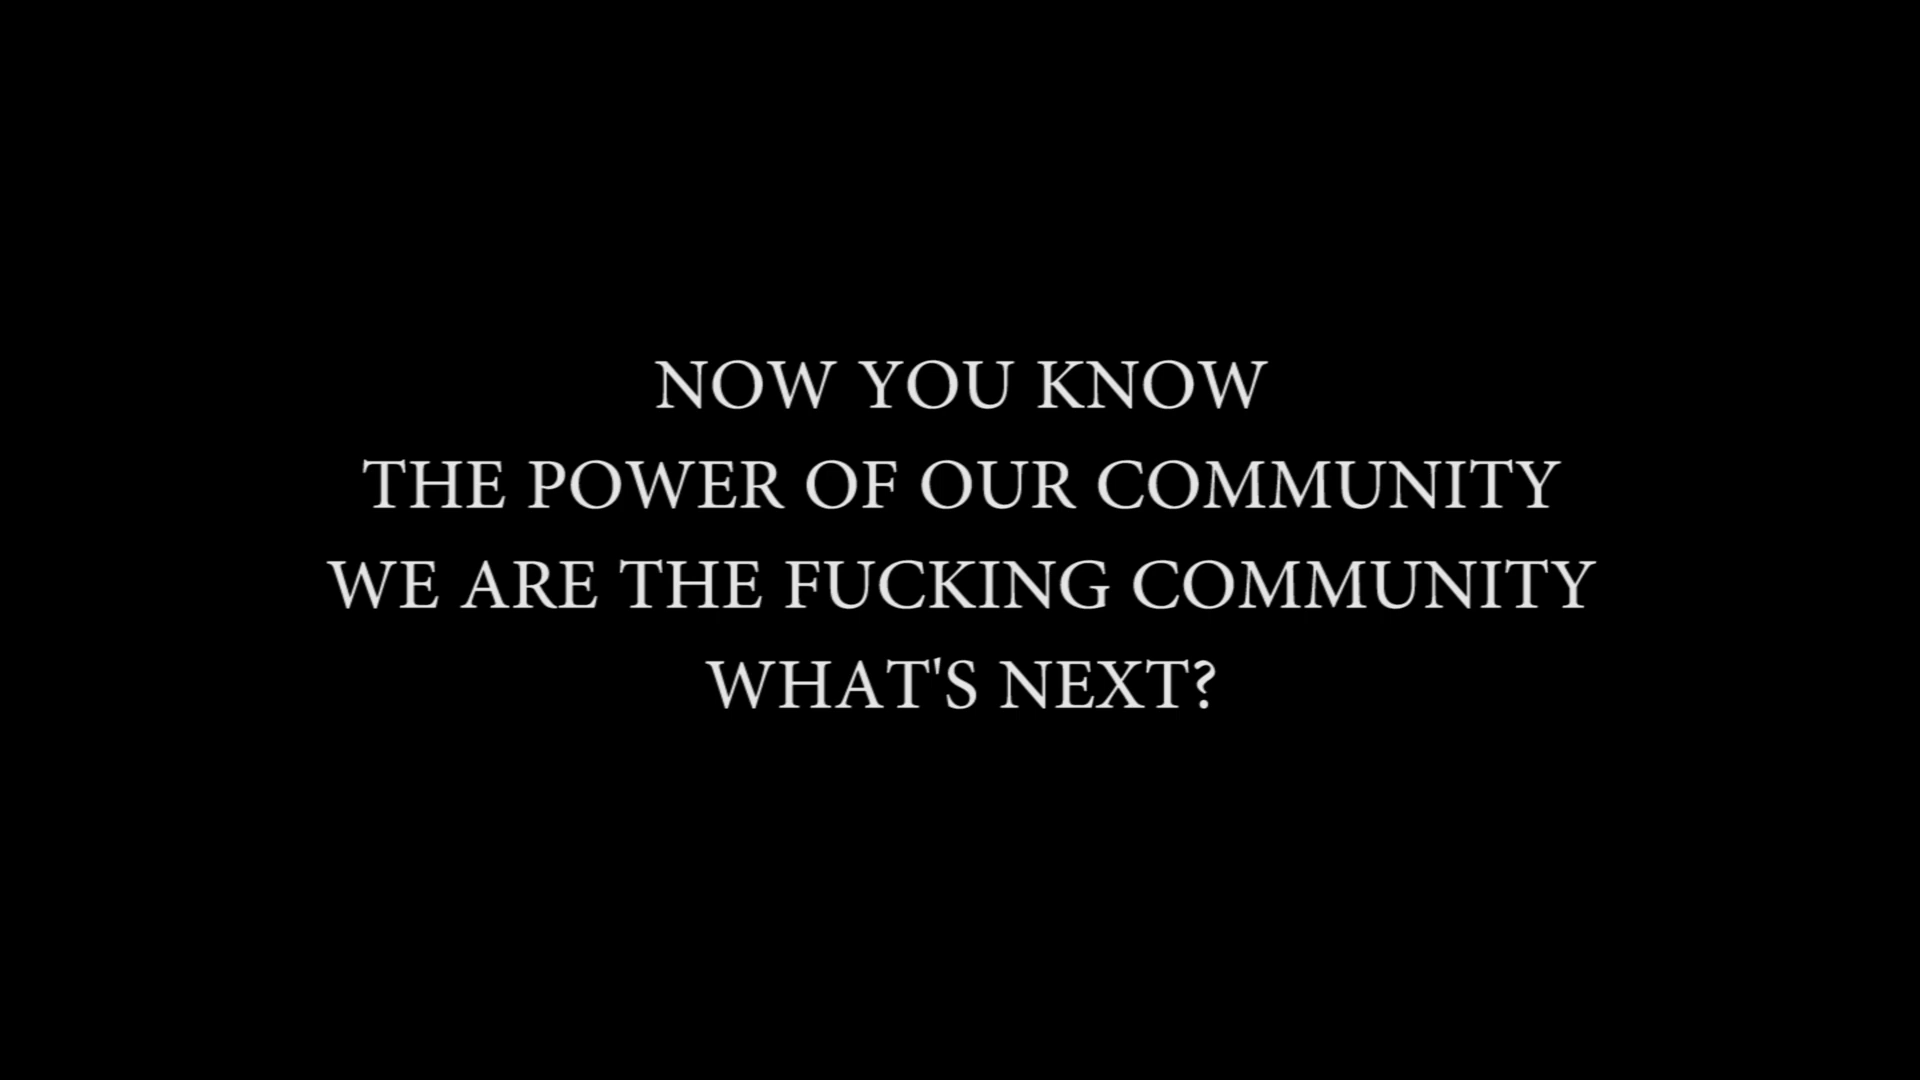 NOW YOU KNOW
THE POWER OF OUR COMMUNITY
WE ARE THE FUCKING COMMUNITY
WHAT'S NEXT?